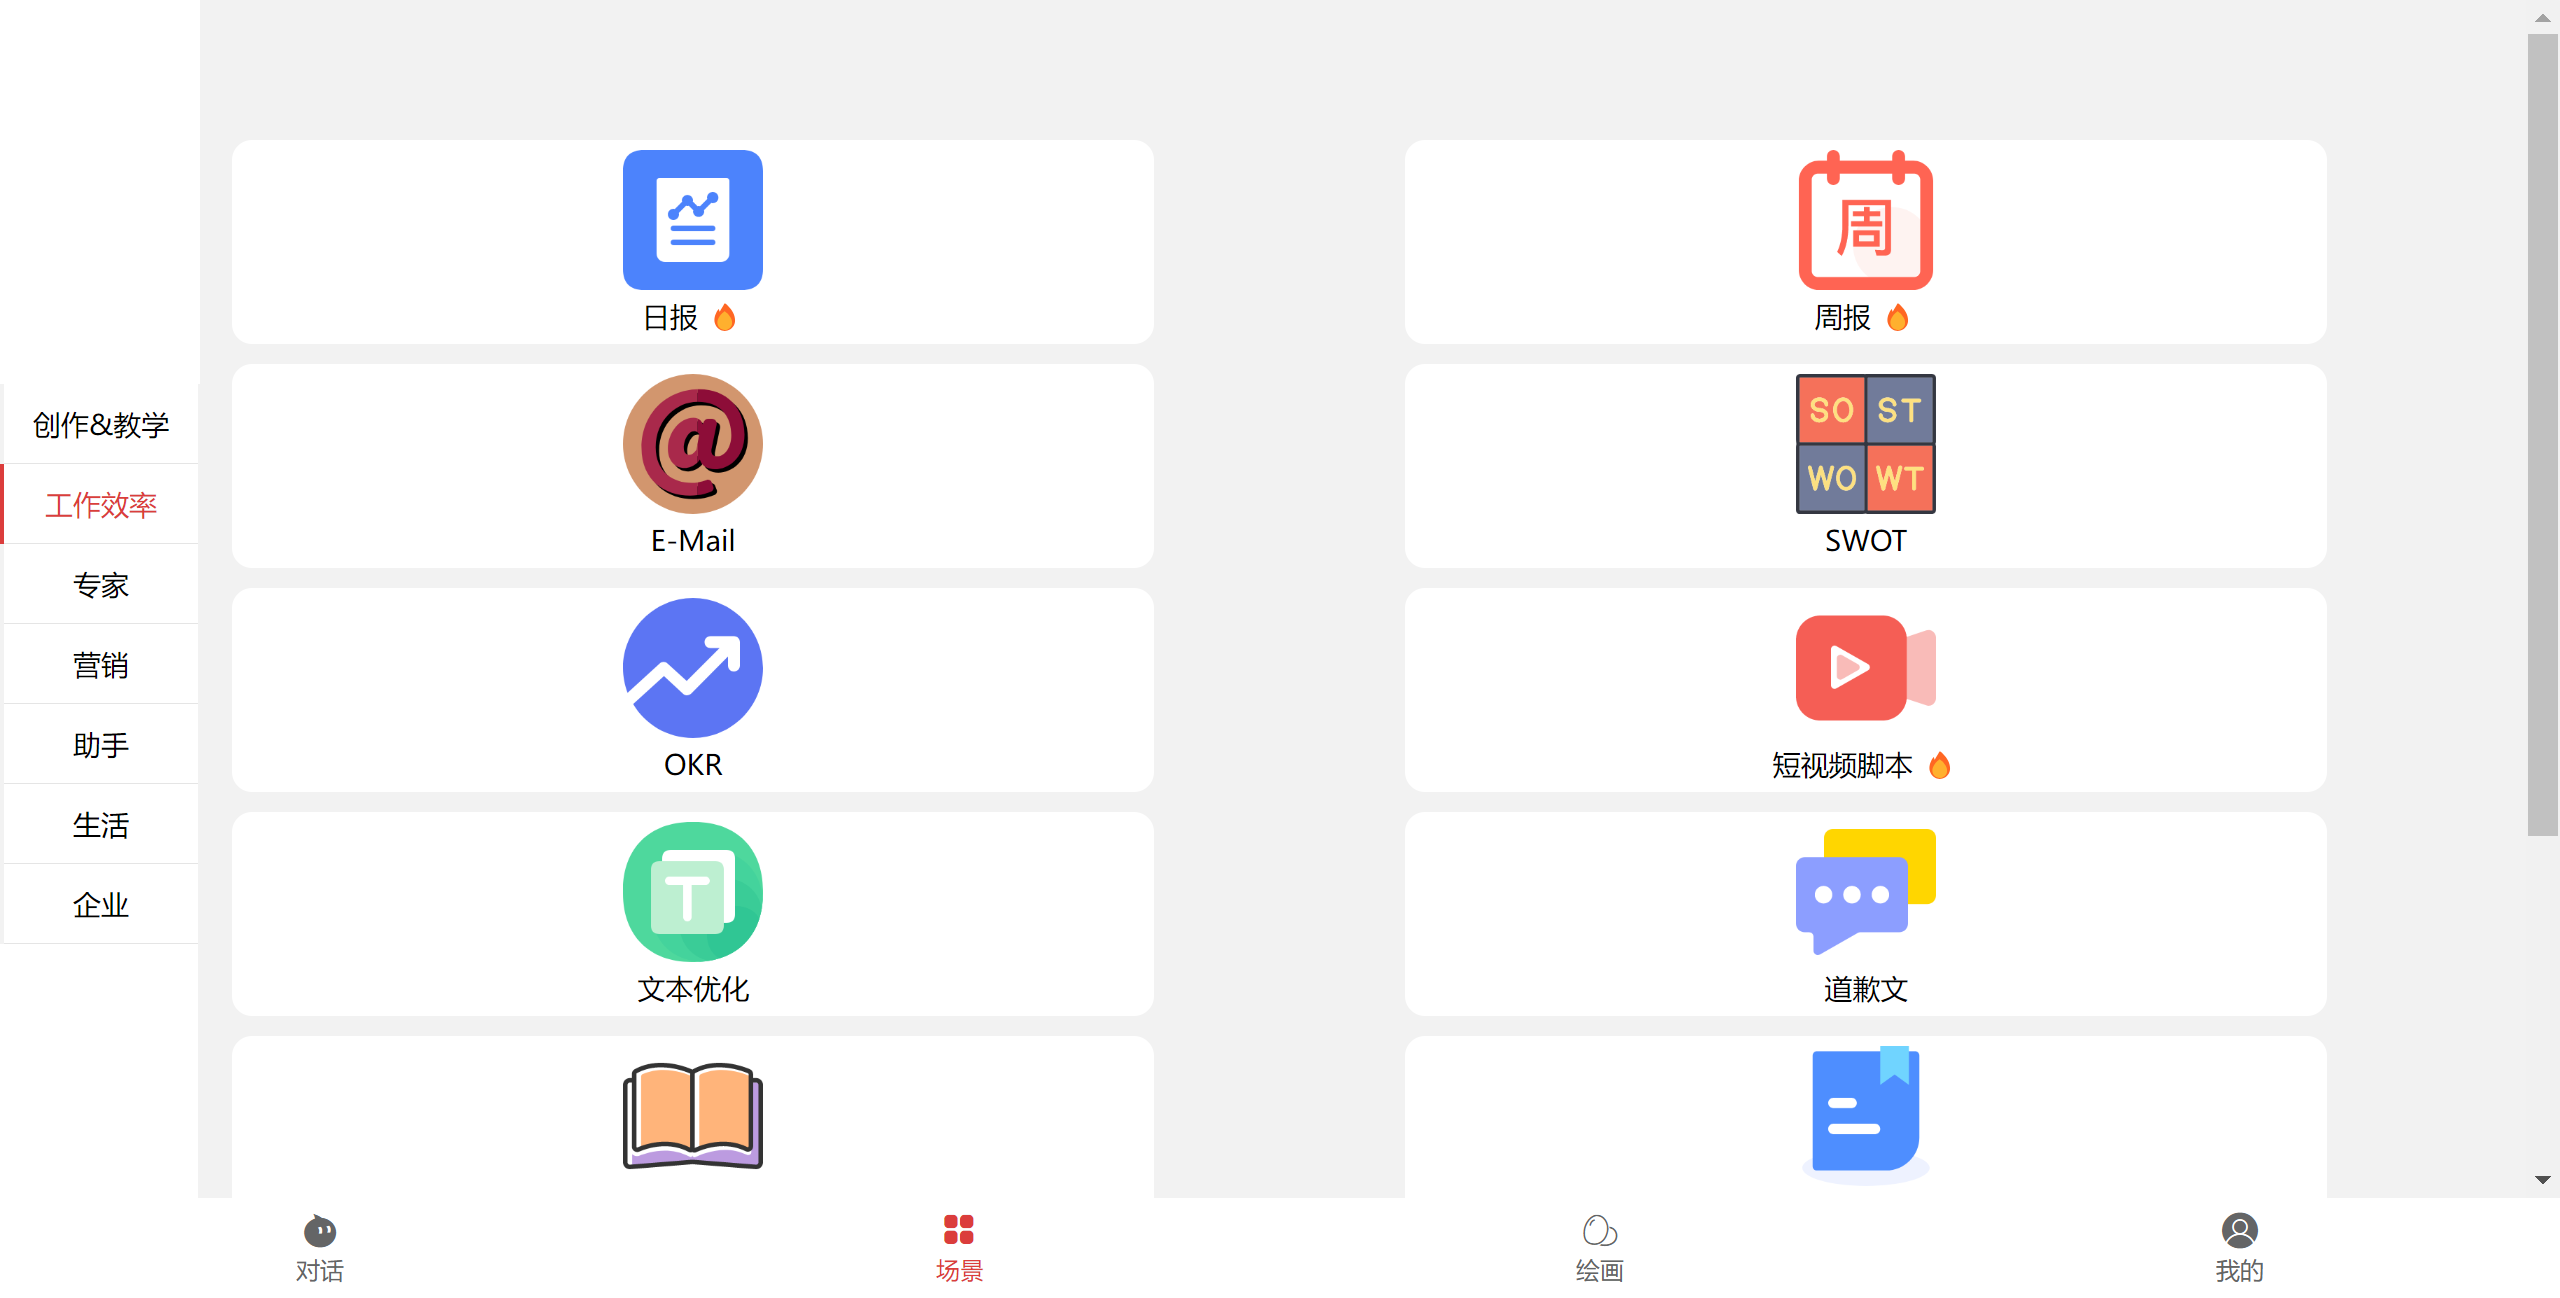 创作&教学
工作效率
专家
营销
助手
生活
企业
周
日报
周报
@
SO ST
WO WT
E-Mail
SWOT
OKR
短视频脚本
T
文本优化
道歉文
对话
场景
绘画
我的